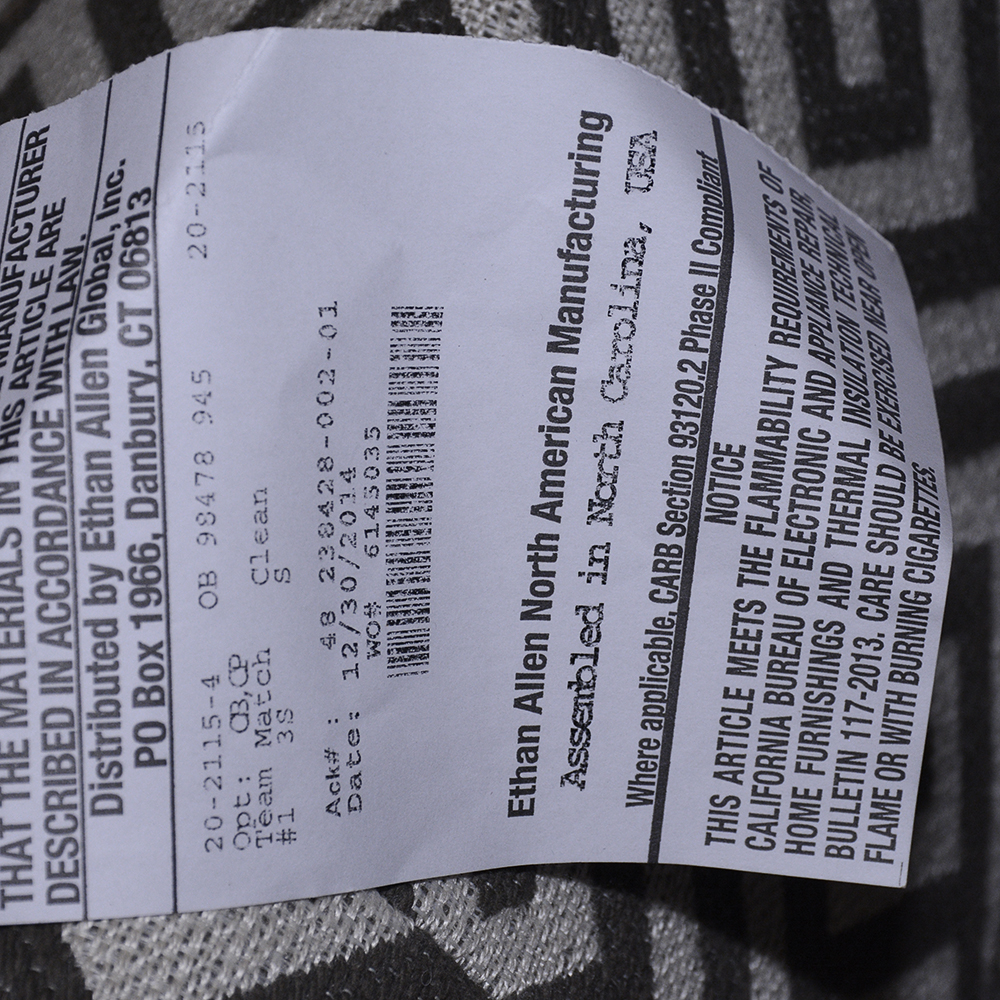 THAT THE MATERIALS IN THIS MANUFACTURER
DESCRIBED IN ACCORDANCE WITH LAW.
THIS ARTICLE ARE
Distributed by Ethan Allen Global, Inc.
PO Box 1966, Danbury, CT 06813
20-2115-4 OB 98478 945 20-2115
Opt: CB,CP
Team Match Clean
#1 3S S
Ack#: 48 238428-002-01
Date: 12/30/2014
WO# 6145035
Ethan Allen North American Manufacturing
Assembled in North Carolina, USA
Where applicable, CARB Section 93120.2 Phase II Compliant
NOTICE
THIS ARTICLE MEETS THE FLAMMABILITY REQUIREMENTS OF
CALIFORNIA BUREAU OF ELECTRONIC AND APPLIANCE REPAIR,
HOME FURNISHINGS AND THERMAL INSULATION TECHNICAL
BULLETIN 117-2013. CARE SHOULD BE EXERCISED NEAR OPEN
FLAME OR WITH BURNING CIGARETTES.